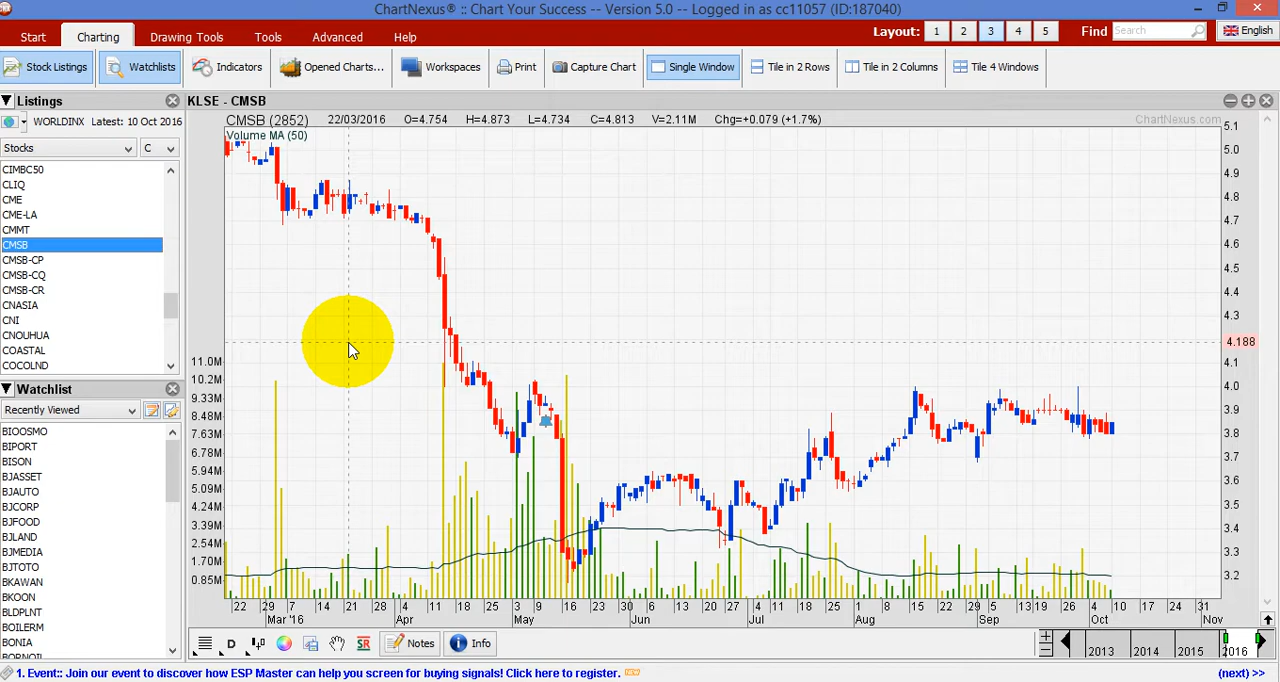 ChartNexus® :: Chart Your Success -- Version 5.0 -- Logged in as cc11057 (ID:187040)
Start Charting Drawing Tools Tools Advanced Help Layout: 1 2 3 4 5 Find Search English
Stock Listings Watchlists Indicators Opened Charts... Workspaces Print Capture Chart Single Window Tile in 2 Rows Tile in 2 Columns Tile 4 Windows
Listings
WORLDINX Latest: 10 Oct 2016
Stocks C
CIMBC50
CLIQ
CME
CME-LA
CMMT
CMSB
CMSB-CP
CMSB-CQ
CMSB-CR
CNASIA
CNI
CNOUHUA
COASTAL
COCOLND
Watchlist
Recently Viewed
BIOOSMO
BIPORT
BISON
BJASSET
BJAUTO
BJCORP
BJFOOD
BJLAND
BJMEDIA
BJTOTO
BKAWAN
BKOON
BLDPLNT
BOILERM
BONIA
KLSE - CMSB
CMSB (2852) 22/03/2016 O=4.754 H=4.873 L=4.734 C=4.813 V=2.11M Chg=+0.079 (+1.7%) ChartNexus.com
Volume MA (50)
5.1
5.0
4.9
4.8
4.7
4.6
4.5
4.4
4.3
4.188
4.1
4.0
3.9
3.8
3.7
3.6
3.5
3.4
3.3
3.2
11.0M
10.2M
9.33M
8.48M
7.63M
6.78M
5.94M
5.09M
4.24M
3.39M
2.54M
1.70M
0.85M
22 29 7 14 21 28 4 11 18 25 3 9 16 23 30 6 13 20 27 4 11 18 25 1 8 15 22 29 5 13 19 26 4 10 17 24 31
Mar '16 Apr May Jun Jul Aug Sep Oct Nov
D SR Notes Info 2013 2014 2015 2016
1. Event:: Join our event to discover how ESP Master can help you screen for buying signals! Click here to register. NEW (next) >>